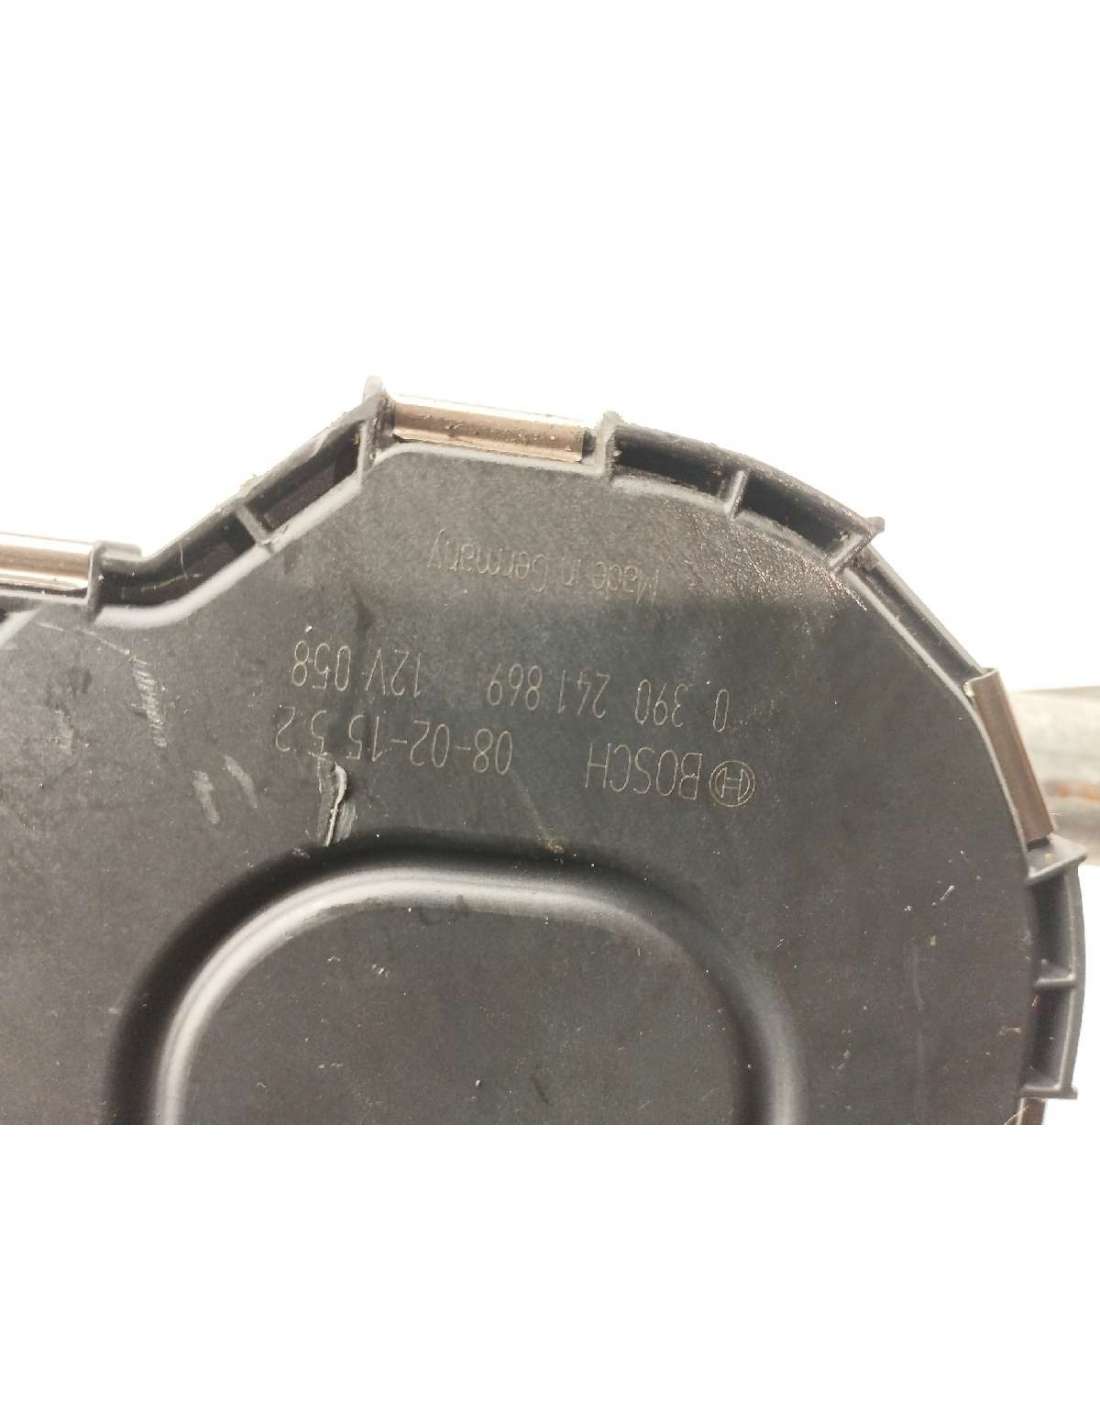 BOSCH 08-02-15 5 2
0 390 241 869 12V 058
Made in Germany